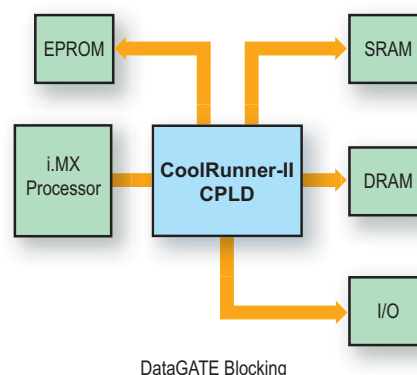 EPROM
SRAM
i.MX
Processor
CoolRunner-II
CPLD
DRAM
I/O
DataGATE Blocking